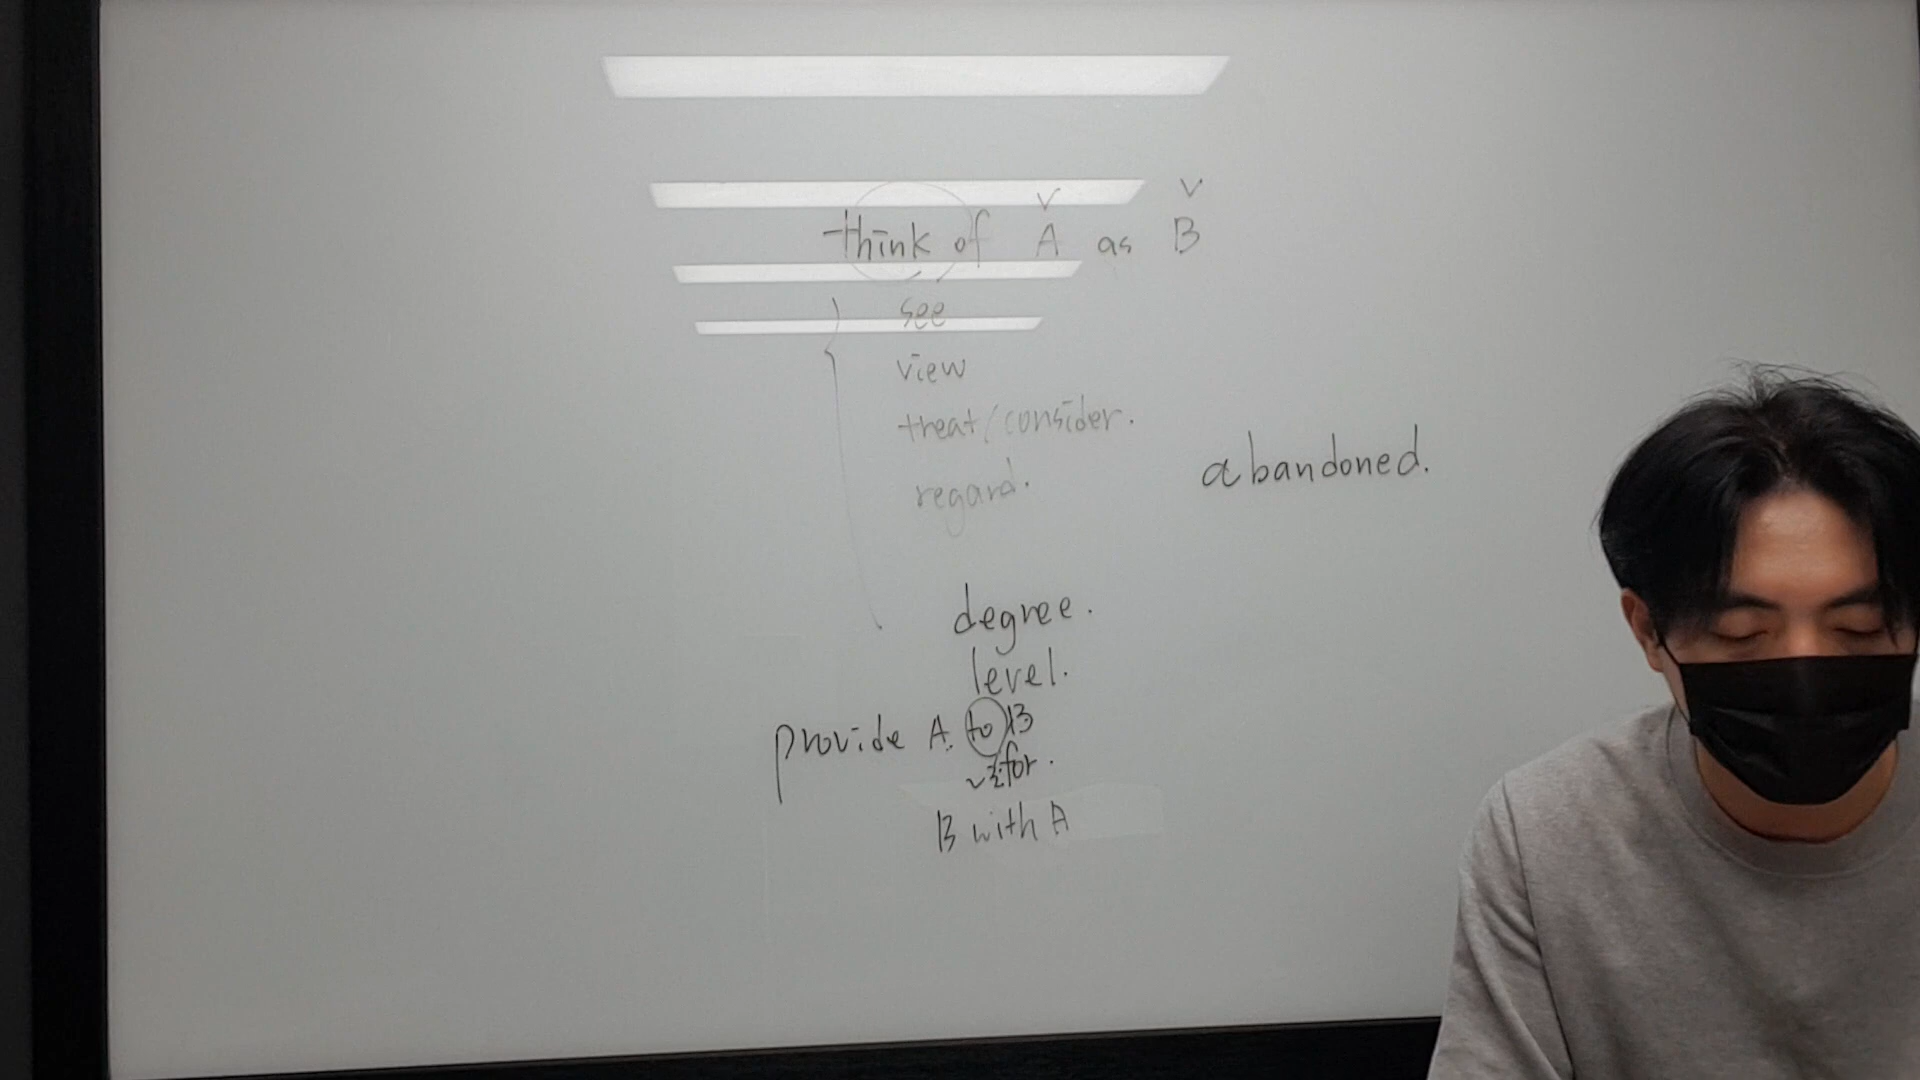 think of A as B
see
view
treat/consider.
regard.
abandoned.
degree.
level.
provide A to B
for.
B with A